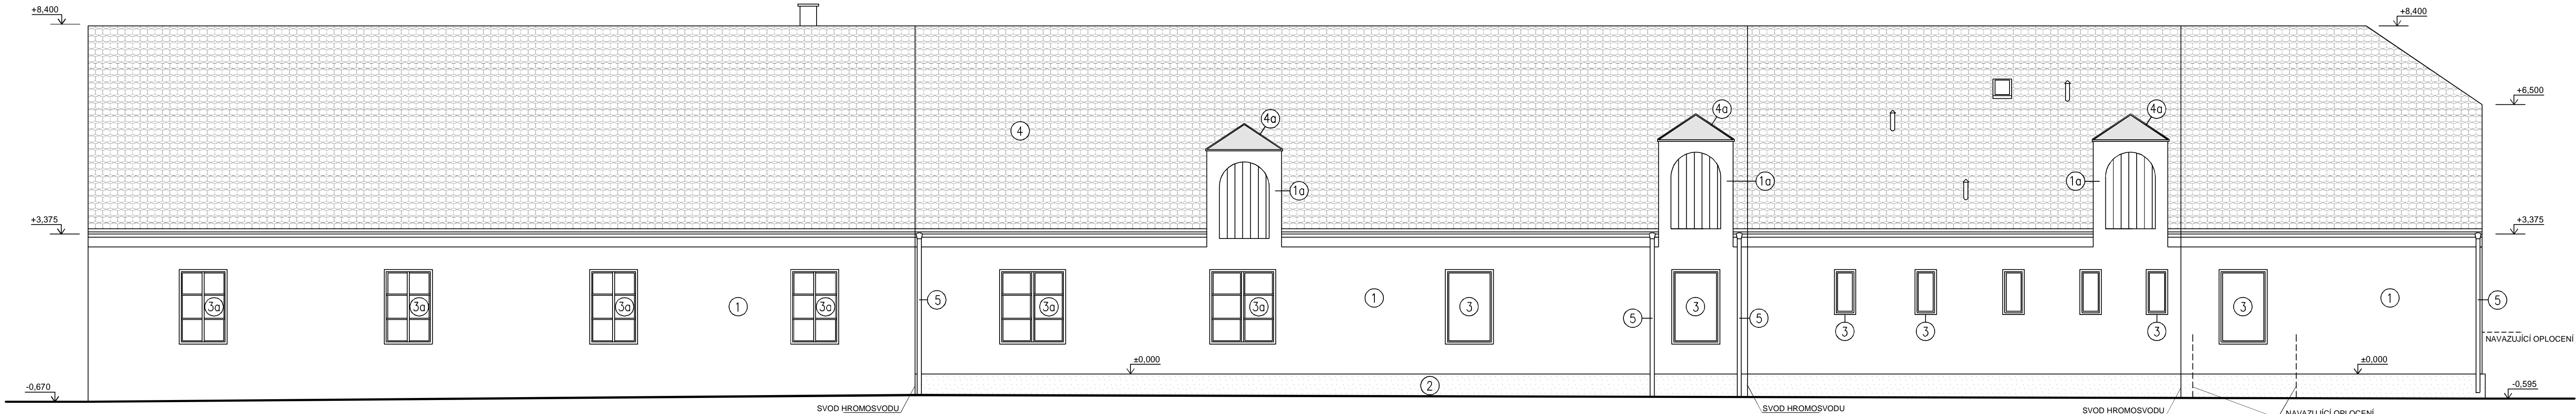 +8,400
+8,400
+6,500
4a
4a
4a
4
1a
1a
1a
+3,375
+3,375
3a
3a
3a
3a
3a
3a
1
1
1
3
3
3
5
5
5
5
3
3
3
NAVAZUJÍCÍ OPLOCENÍ
±0,000
±0,000
-0,670
2
-0,595
SVOD HROMOSVODU
SVOD HROMOSVODU
SVOD HROMOSVODU
NAVAZUJÍCÍ OPLOCENÍ